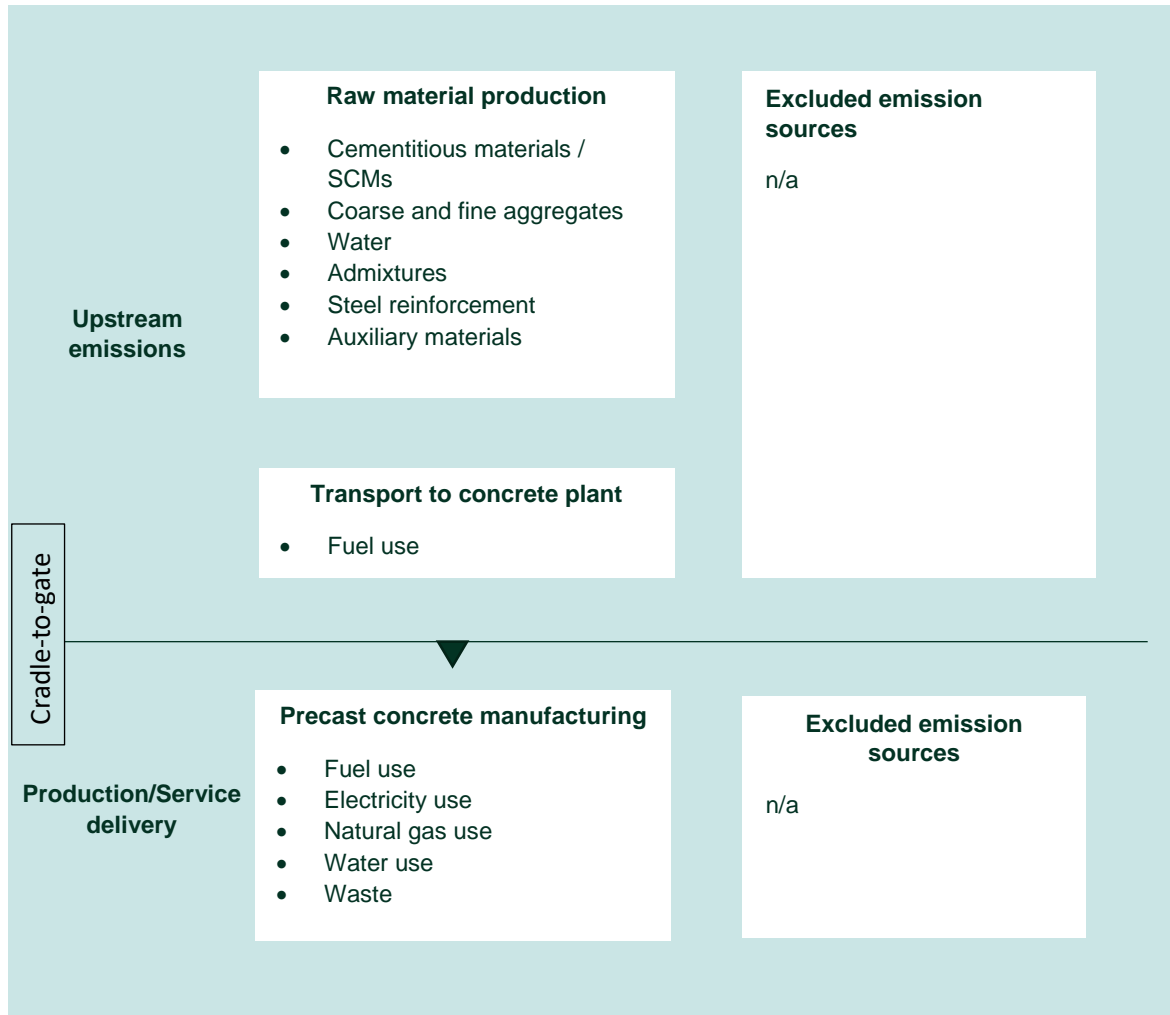 Raw material production
• Cementitious materials /
SCMs
• Coarse and fine aggregates
• Water
• Admixtures
• Steel reinforcement
• Auxiliary materials
Excluded emission
sources
n/a
Upstream
emissions
Transport to concrete plant
• Fuel use
Cradle-to-gate
Precast concrete manufacturing
• Fuel use
• Electricity use
• Natural gas use
• Water use
• Waste
Excluded emission
sources
n/a
Production/Service
delivery